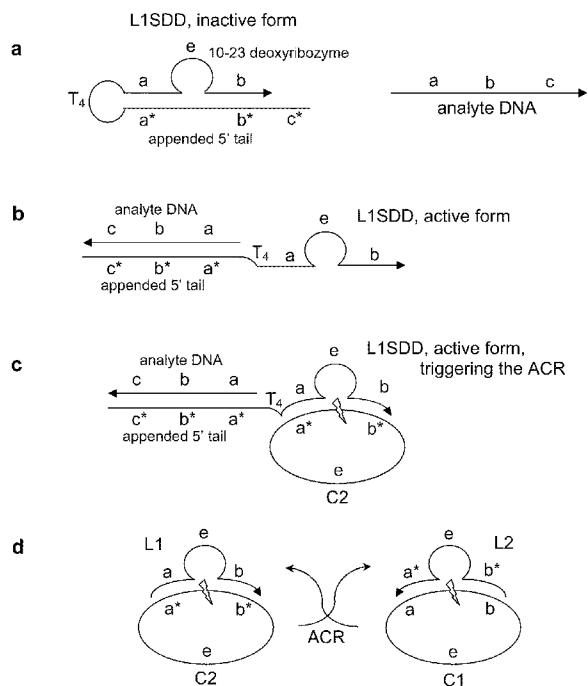 L1SDD, inactive form
a
e
10-23 deoxyribozyme
a
b
T4
a*
b*
c*
appended 5' tail
a b c
analyte DNA
b
analyte DNA
c b a
c* b* a*
appended 5' tail
T4
a
e
b
L1SDD, active form
c
analyte DNA
c b a
c* b* a*
appended 5' tail
T4
a
e
b
a* b*
e
C2
L1SDD, active form,
triggering the ACR
d
L1
e
a b
a* b*
e
C2
ACR
L2
e
a* b*
a b
e
C1